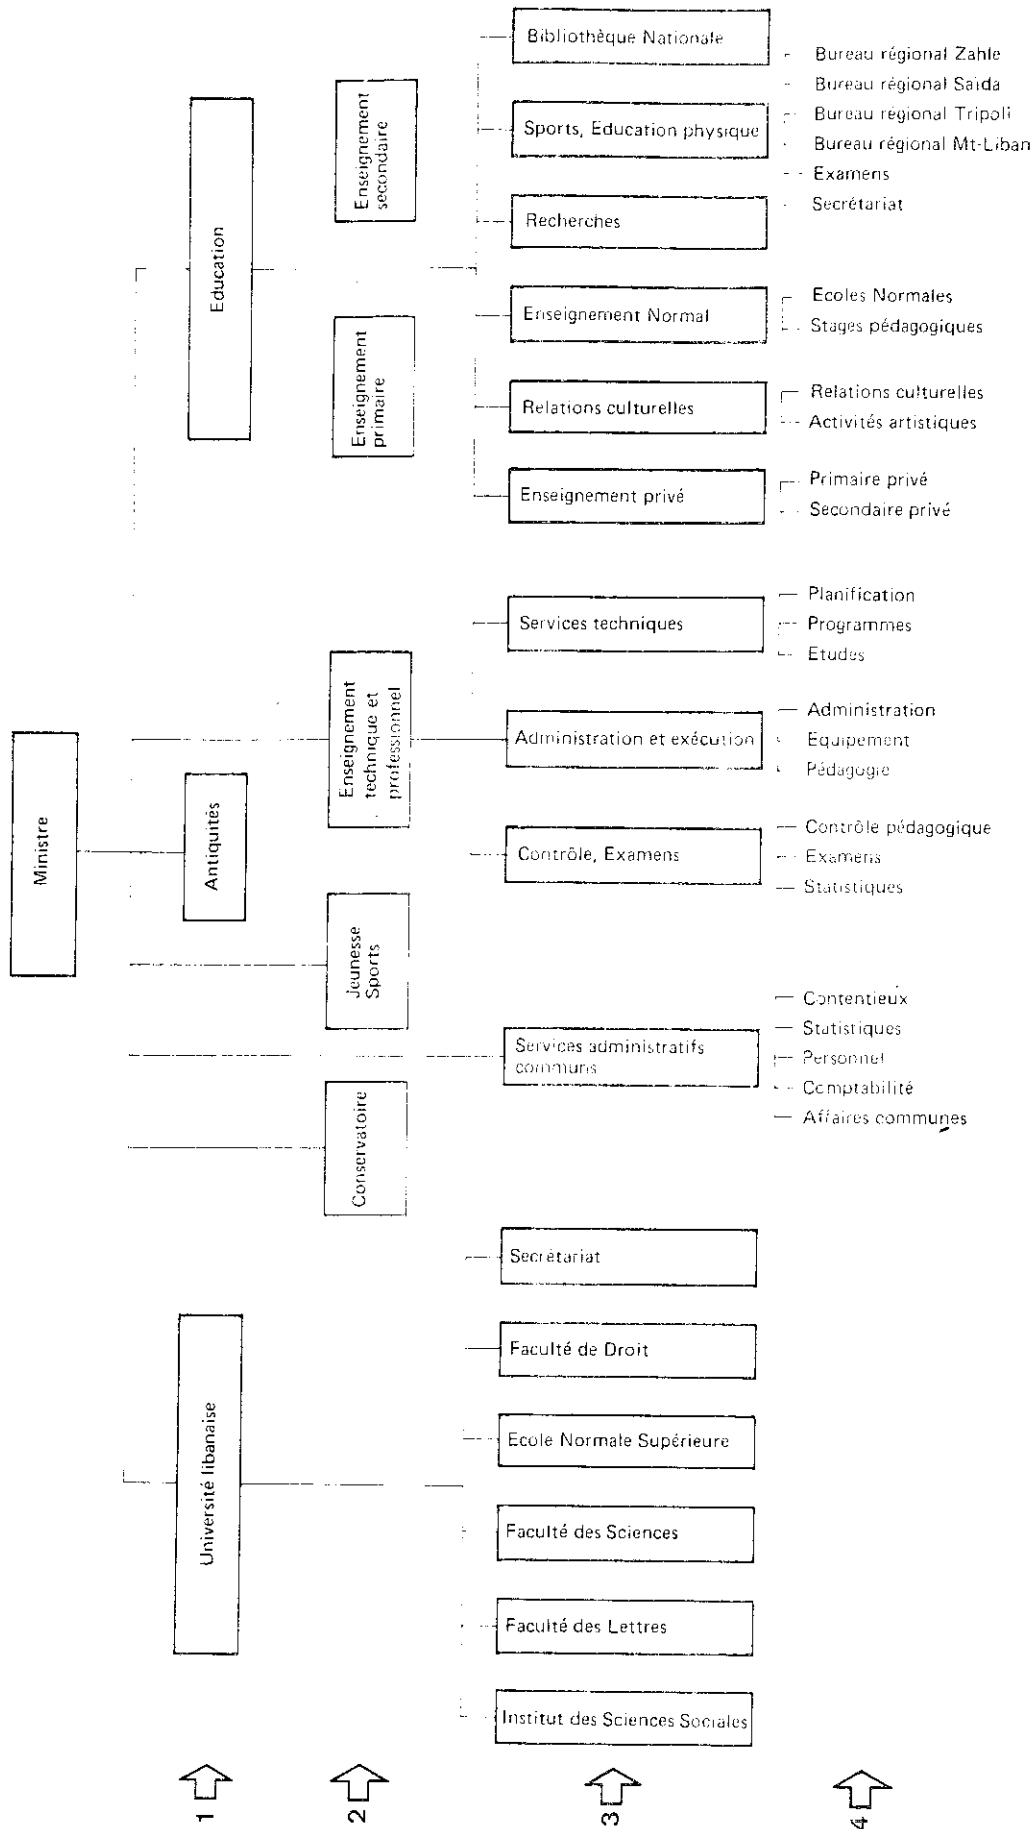 Ministre
Education
Antiquités
Université libanaise
Enseignement
secondaire
Enseignement
primaire
Enseignement
technique et
professionnel
Jeunesse
Sports
Conservatoire
Bibliothèque Nationale
Sports, Education physique
Recherches
Enseignement Normal
Relations culturelles
Enseignement privé
Services techniques
Administration et exécution
Contrôle, Examens
Services administratifs
communs
Secrétariat
Faculté de Droit
Ecole Normale Supérieure
Faculté des Sciences
Faculté des Lettres
Institut des Sciences Sociales
Bureau régional Zahle
Bureau régional Saïda
Bureau régional Tripoli
Bureau régional Mt-Liban
Examens
Secrétariat
Ecoles Normales
Stages pédagogiques
Relations culturelles
Activités artistiques
Primaire privé
Secondaire privé
Planification
Programmes
Etudes
Administration
Equipement
Pédagogie
Contrôle pédagogique
Examens
Statistiques
Contentieux
Statistiques
Personnel
Comptabilité
Affaires communes
1
2
3
4